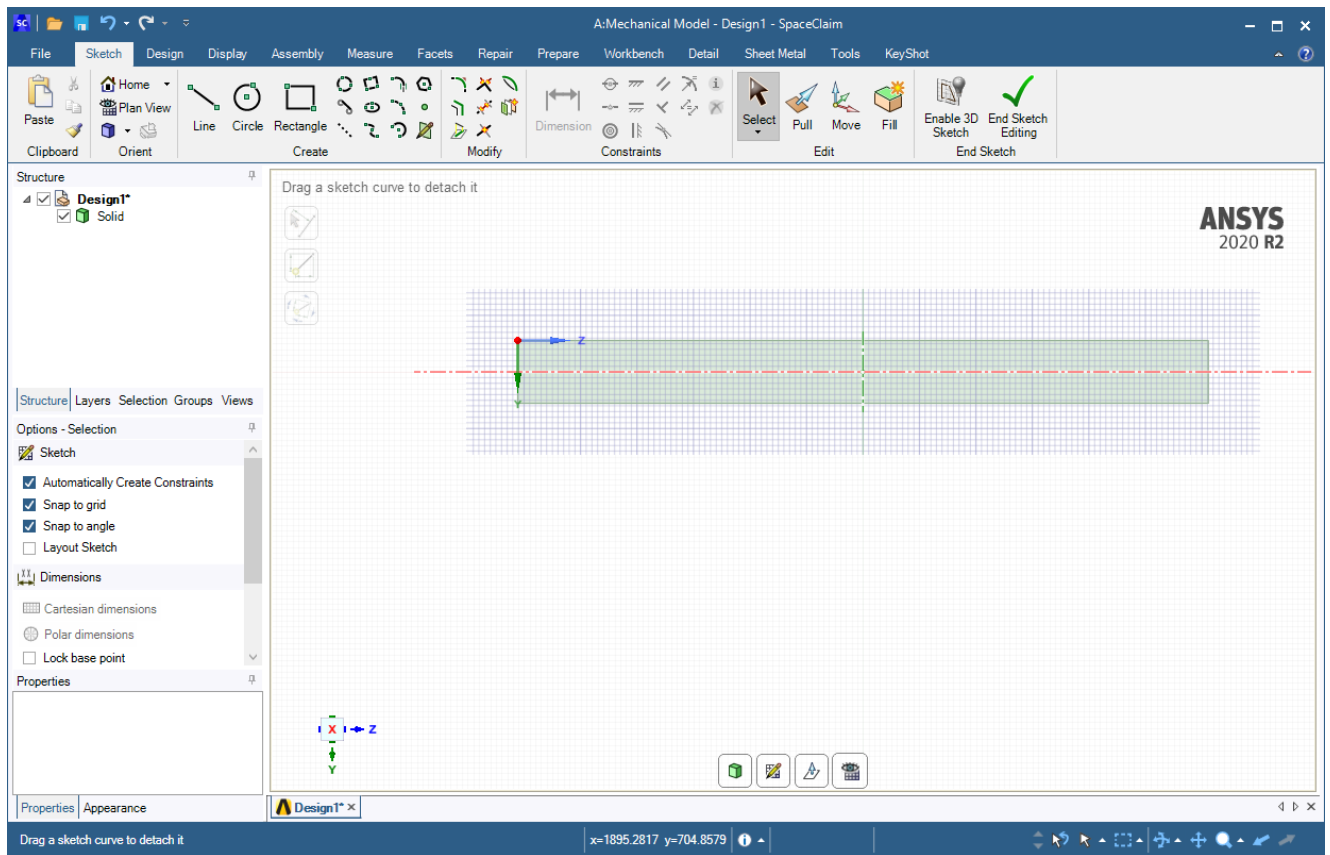 A:Mechanical Model - Design1 - SpaceClaim
File Sketch Design Display Assembly Measure Facets Repair Prepare Workbench Detail Sheet Metal Tools KeyShot
Paste
Home
Plan View
Line Circle Rectangle
Dimension
Select Pull Move Fill
Enable 3D Sketch
End Sketch Editing
Clipboard Orient Create Modify Constraints Edit End Sketch
Structure
Design1*
Solid
Structure Layers Selection Groups Views
Options - Selection
Sketch
Automatically Create Constraints
Snap to grid
Snap to angle
Layout Sketch
Dimensions
Cartesian dimensions
Polar dimensions
Lock base point
Properties
Properties Appearance
Drag a sketch curve to detach it
ANSYS
2020 R2
Z
Y
X Z
Y
Design1*
Drag a sketch curve to detach it
x=1895.2817 y=704.8579